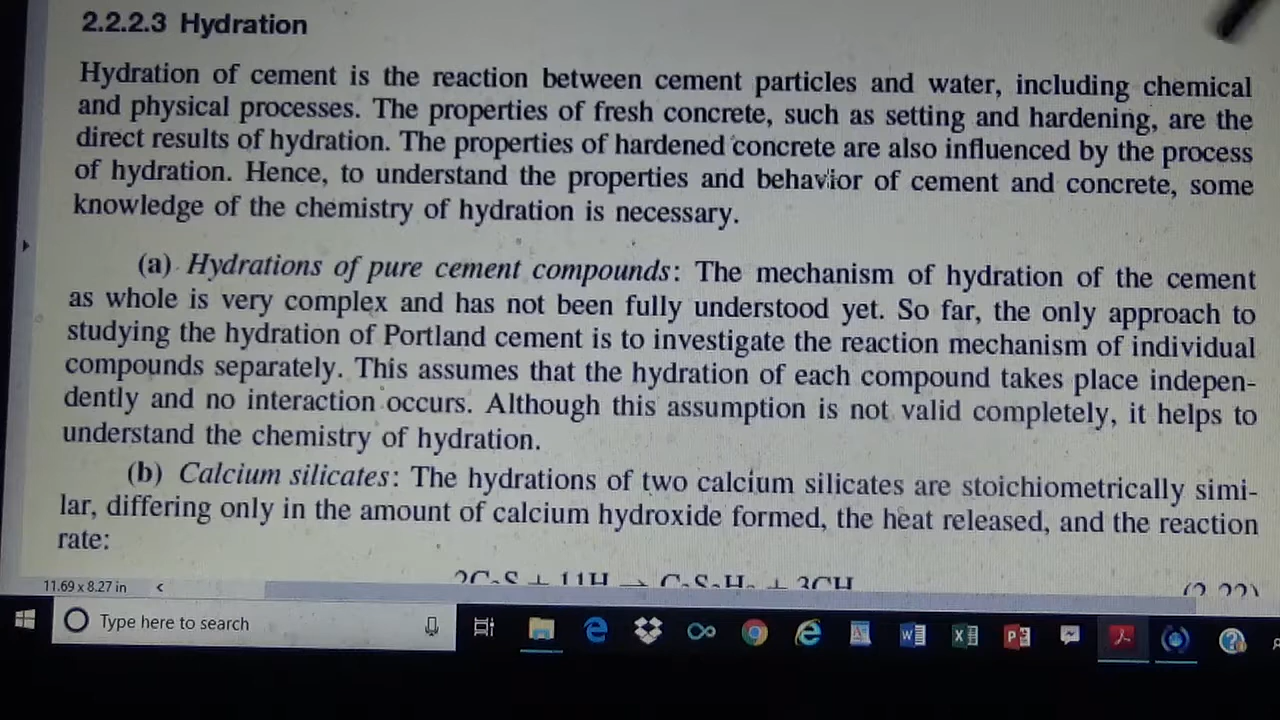 2.2.2.3 Hydration
Hydration of cement is the reaction between cement particles and water, including chemical
and physical processes. The properties of fresh concrete, such as setting and hardening, are the
direct results of hydration. The properties of hardened concrete are also influenced by the process
of hydration. Hence, to understand the properties and behavior of cement and concrete, some
knowledge of the chemistry of hydration is necessary.
(a) Hydrations of pure cement compounds: The mechanism of hydration of the cement
as whole is very complex and has not been fully understood yet. So far, the only approach to
studying the hydration of Portland cement is to investigate the reaction mechanism of individual
compounds separately. This assumes that the hydration of each compound takes place indepen-
dently and no interaction occurs. Although this assumption is not valid completely, it helps to
understand the chemistry of hydration.
(b) Calcium silicates: The hydrations of two calcium silicates are stoichiometrically simi-
lar, differing only in the amount of calcium hydroxide formed, the heat released, and the reaction
rate:
11.69 x 8.27 in
Type here to search